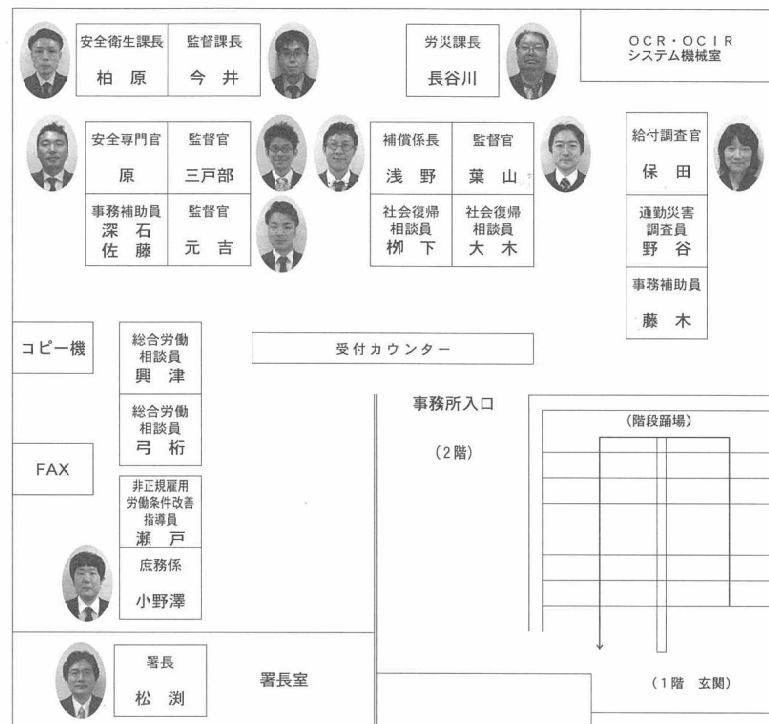 安全衛生課長 監督課長
柏原 今井
労災課長
長谷川
OCR・OCIR
システム機械室
安全専門官 監督官
原 三戸部
補償係長 監督官
浅野 葉山
給付調査官
保田
事務補助員 監督官
深石
佐藤 元吉
社会復帰
相談員
栁下
社会復帰
相談員
大木
通勤災害
調査員
野谷
事務補助員
藤木
コピー機
総合労働
相談員
興津
受付カウンター
総合労働
相談員
弓桁
事務所入口
(2階)
(階段踊場)
FAX
非正規雇用
労働条件改善
指導員
瀬戸
庶務係
小野澤
署長
松渕
署長室
(1階 玄関)